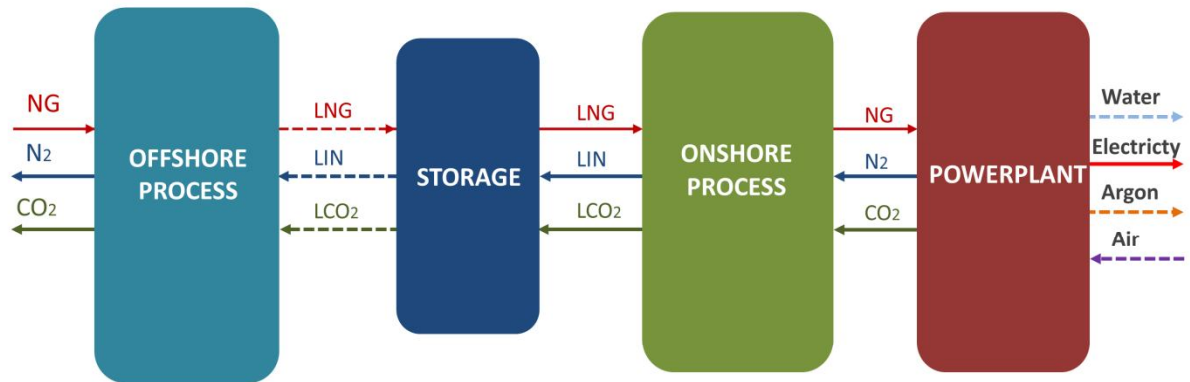 NG
N2
CO2
OFFSHORE
PROCESS
LNG
LIN
LCO2
STORAGE
LNG
LIN
LCO2
ONSHORE
PROCESS
NG
N2
CO2
POWERPLANT
Water
Electricty
Argon
Air